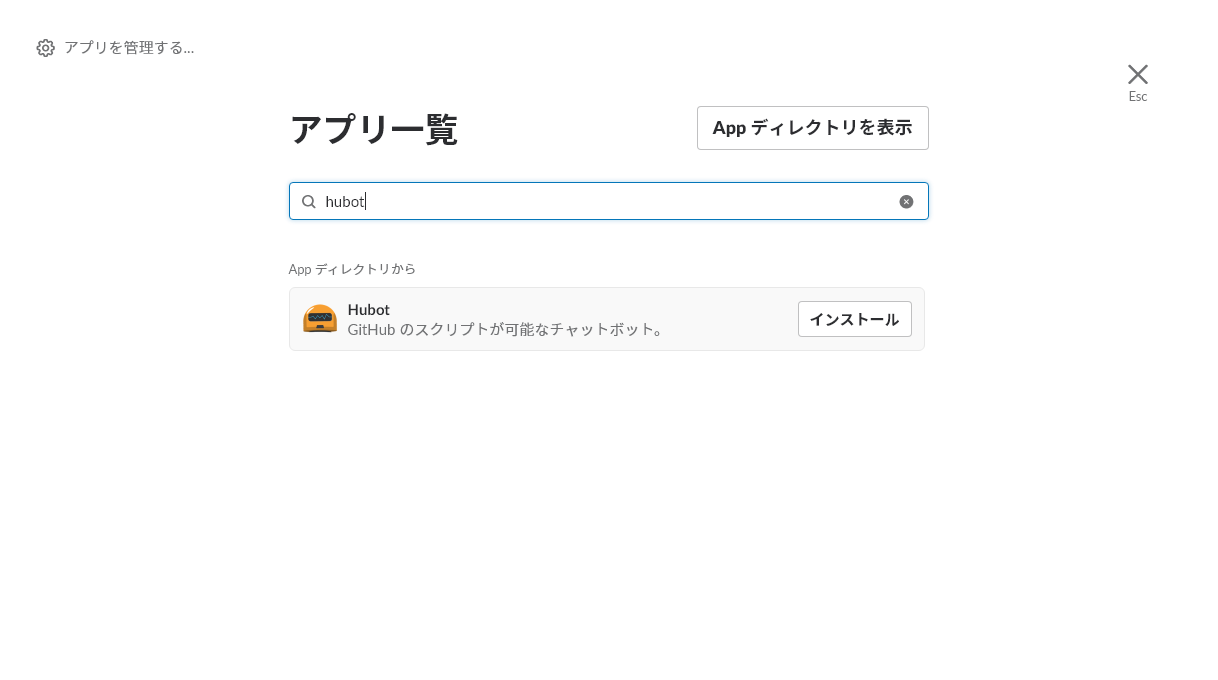 アプリを管理する...
Esc
アプリ一覧
App ディレクトリを表示
hubot
App ディレクトリから
Hubot
GitHub のスクリプトが可能なチャットボット。
インストール